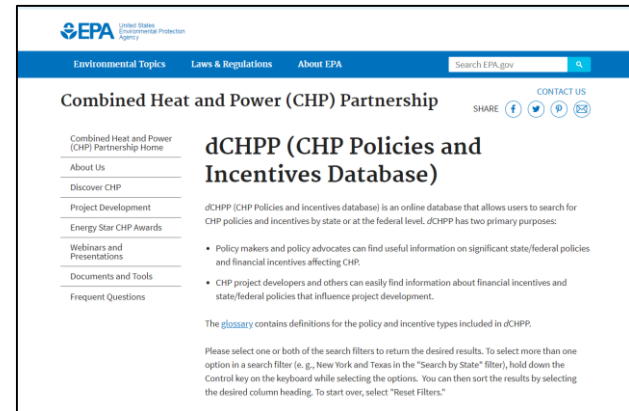 EPA United States
Environmental Protection
Agency
Environmental Topics Laws & Regulations About EPA Search EPA.gov
CONTACT US
Combined Heat and Power (CHP) Partnership SHARE
Combined Heat and Power
(CHP) Partnership Home
About Us
Discover CHP
Project Development
Energy Star CHP Awards
Webinars and
Presentations
Documents and Tools
Frequent Questions
dCHPP (CHP Policies and
Incentives Database)
dCHPP (CHP Policies and incentives database) is an online database that allows users to search for
CHP policies and incentives by state or at the federal level. dCHPP has two primary purposes:
• Policy makers and policy advocates can find useful information on significant state/federal policies
and financial incentives affecting CHP.
• CHP project developers and others can easily find information about financial incentives and
state/federal policies that influence project development.
The glossary contains definitions for the policy and incentive types included in dCHPP.
Please select one or both of the search filters to return the desired results. To select more than one
option in a search filter (e. g., New York and Texas in the "Search by State" filter), hold down the
Control key on the keyboard while selecting the options. You can then sort the results by selecting
the desired column heading. To start over, select "Reset Filters."